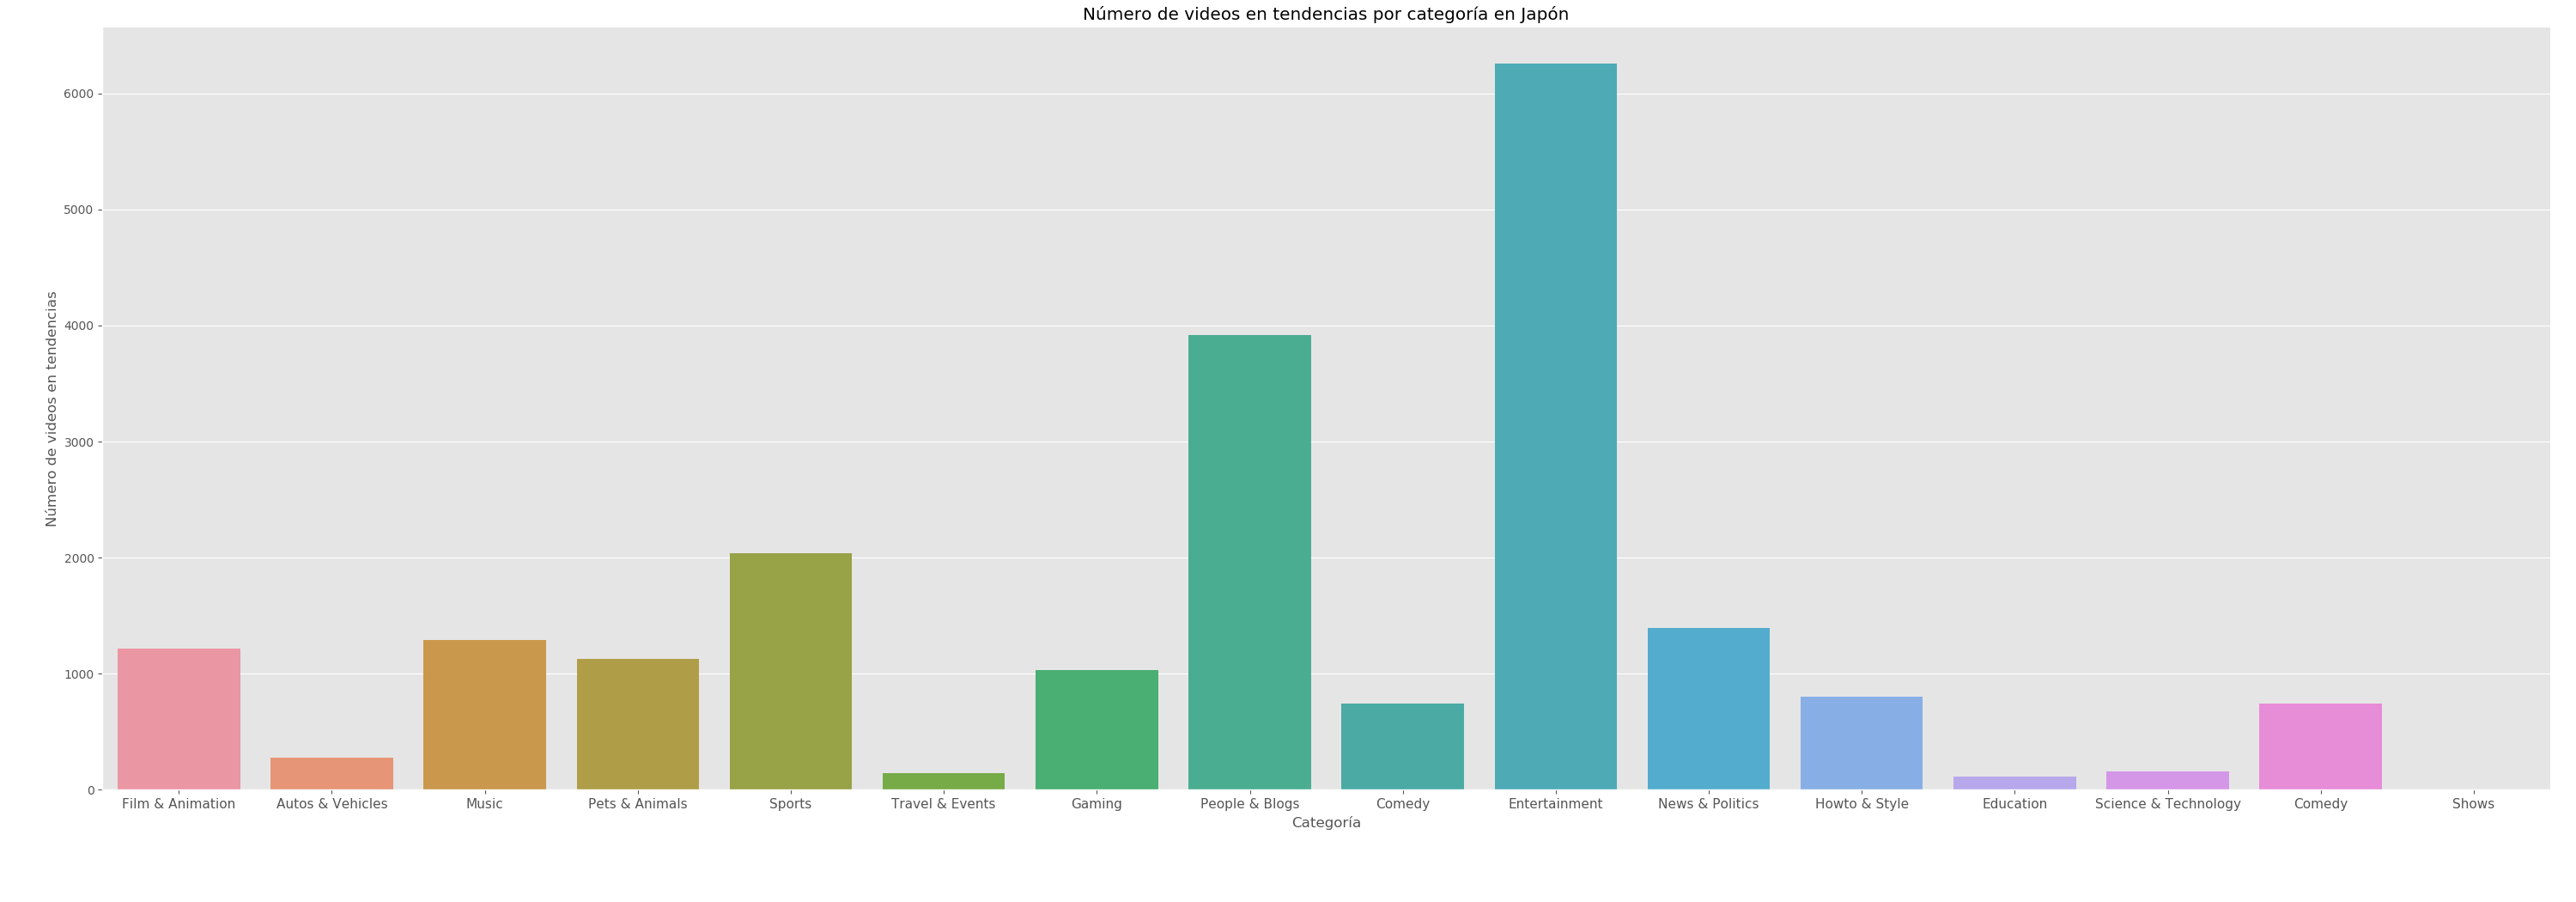 Número de videos en tendencias por categoría en Japón
Número de videos en tendencias
6000
5000
4000
3000
2000
1000
0
Film & Animation Autos & Vehicles Music Pets & Animals Sports Travel & Events Gaming People & Blogs Comedy Entertainment News & Politics Howto & Style Education Science & Technology Comedy Shows
Categoría